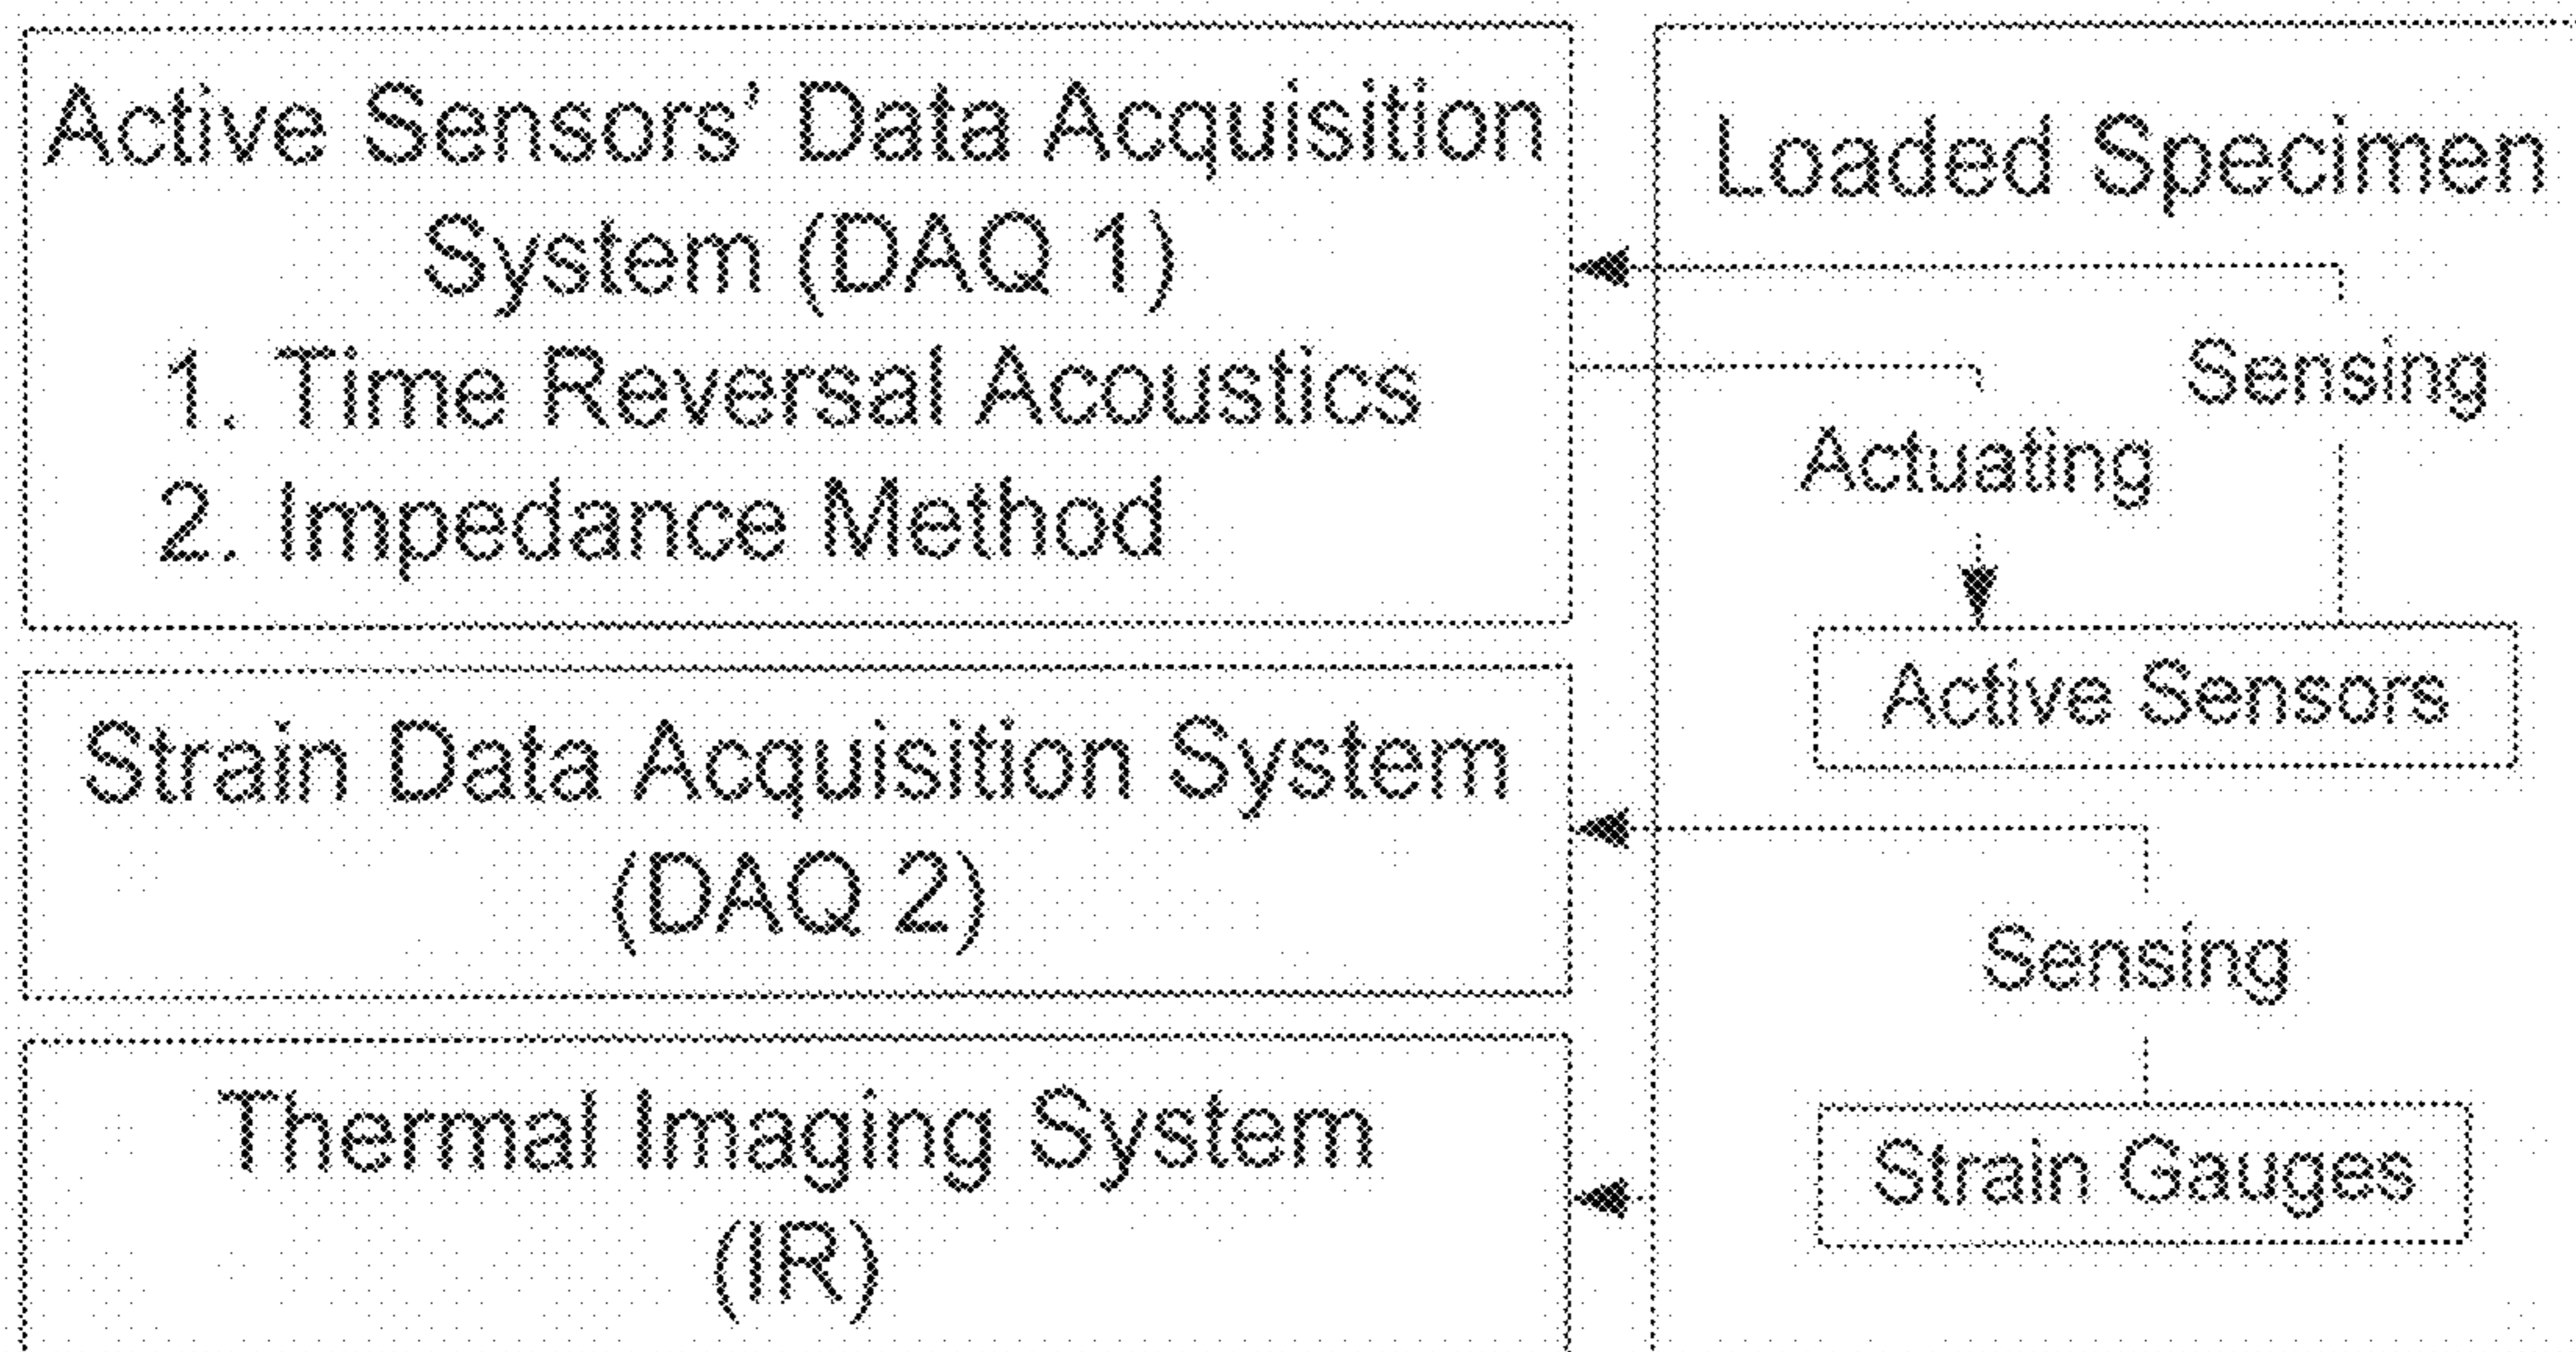 Active Sensors' Data Acquisition
System (DAQ 1)
1. Time Reversal Acoustics
2. Impedance Method
Strain Data Acquisition System
(DAQ 2)
Thermal Imaging System
(IR)
Loaded Specimen
Sensing
Actuating
Active Sensors
Sensing
Strain Gauges